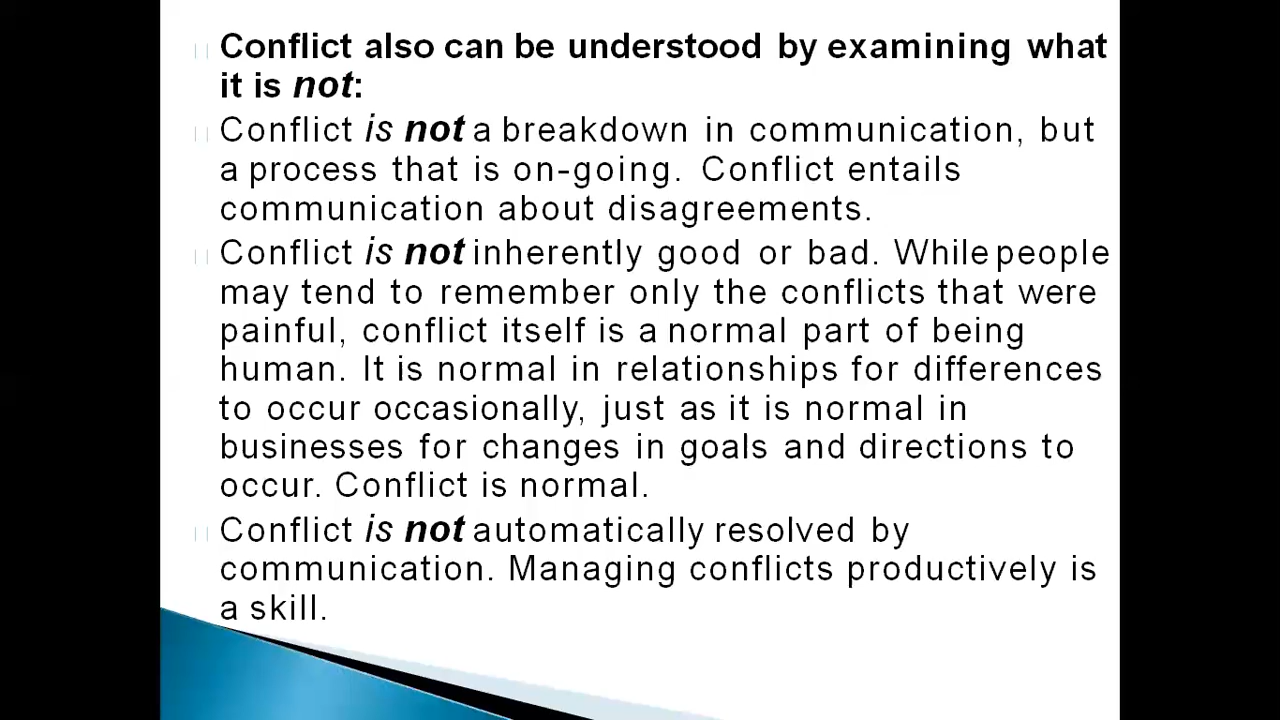 Conflict also can be understood by examining what
it is not:
Conflict is not a breakdown in communication, but
a process that is on-going. Conflict entails
communication about disagreements.
Conflict is not inherently good or bad. While people
may tend to remember only the conflicts that were
painful, conflict itself is a normal part of being
human. It is normal in relationships for differences
to occur occasionally, just as it is normal in
businesses for changes in goals and directions to
occur. Conflict is normal.
Conflict is not automatically resolved by
communication. Managing conflicts productively is
a skill.